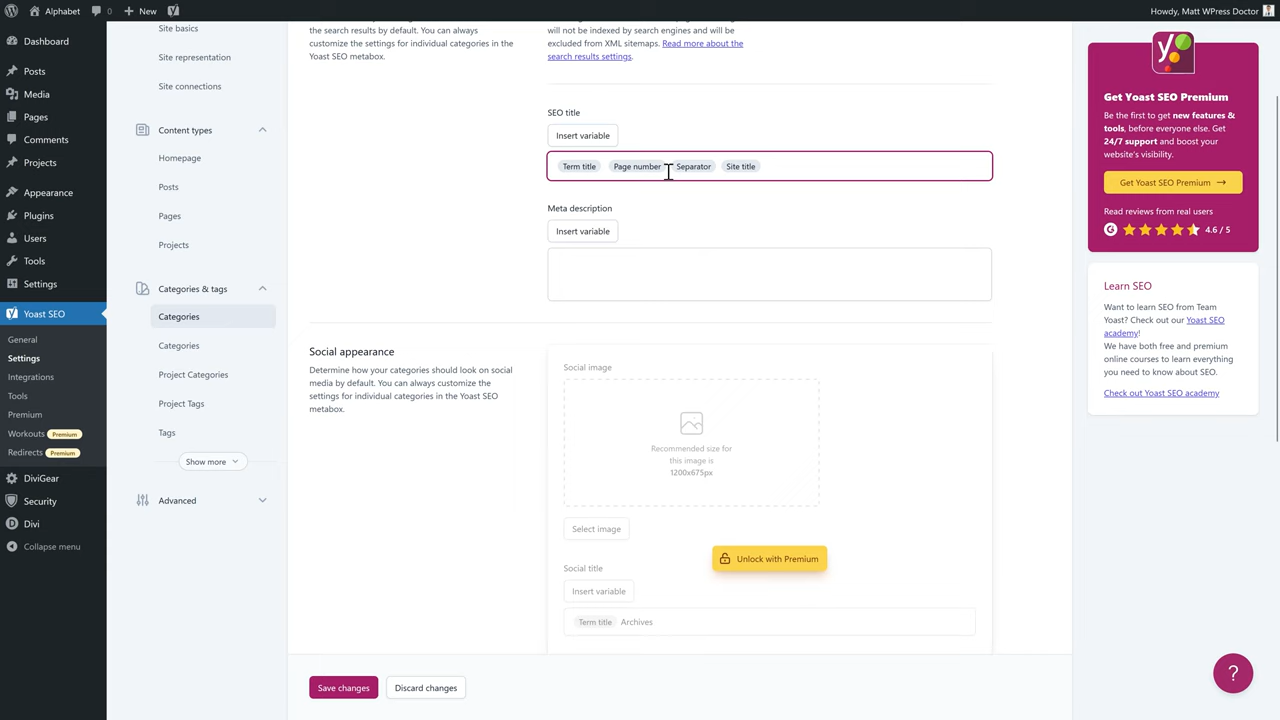 Alphabet
0
New
Howdy, Matt WPress Doctor
Dashboard
Posts
Media
Pages
Comments
Projects
Appearance
Plugins
Users
Tools
Settings
Yoast SEO
General
Settings
Integrations
Tools
Premium
Workouts Premium
Redirects Premium
DiviGear
Security
Divi
Collapse menu
Site basics
Site representation
Site connections
Content types
Homepage
Posts
Pages
Projects
Categories & tags
Categories
Categories
Project Categories
Project Tags
Tags
Show more
Advanced
the search results by default. You can always
customize the settings for individual categories in the
Yoast SEO metabox.
will not be indexed by search engines and will be
excluded from XML sitemaps. Read more about the
search results settings.
SEO title
Insert variable
Term title Page number Separator Site title
Meta description
Insert variable
Social appearance
Determine how your categories should look on social
media by default. You can always customize the
settings for individual categories in the Yoast SEO
metabox.
Social image
Recommended size for
this image is
1200x675px
Select image
Unlock with Premium
Social title
Insert variable
Term title Archives
Save changes
Discard changes
y
Get Yoast SEO Premium
Be the first to get new features &
tools, before everyone else. Get
24/7 support and boost your
website's visibility.
Get Yoast SEO Premium →
Read reviews from real users
4.6 / 5
Learn SEO
Want to learn SEO from Team
Yoast? Check out our Yoast SEO
academy!
We have both free and premium
online courses to learn everything
you need to know about SEO.
Check out Yoast SEO academy
?